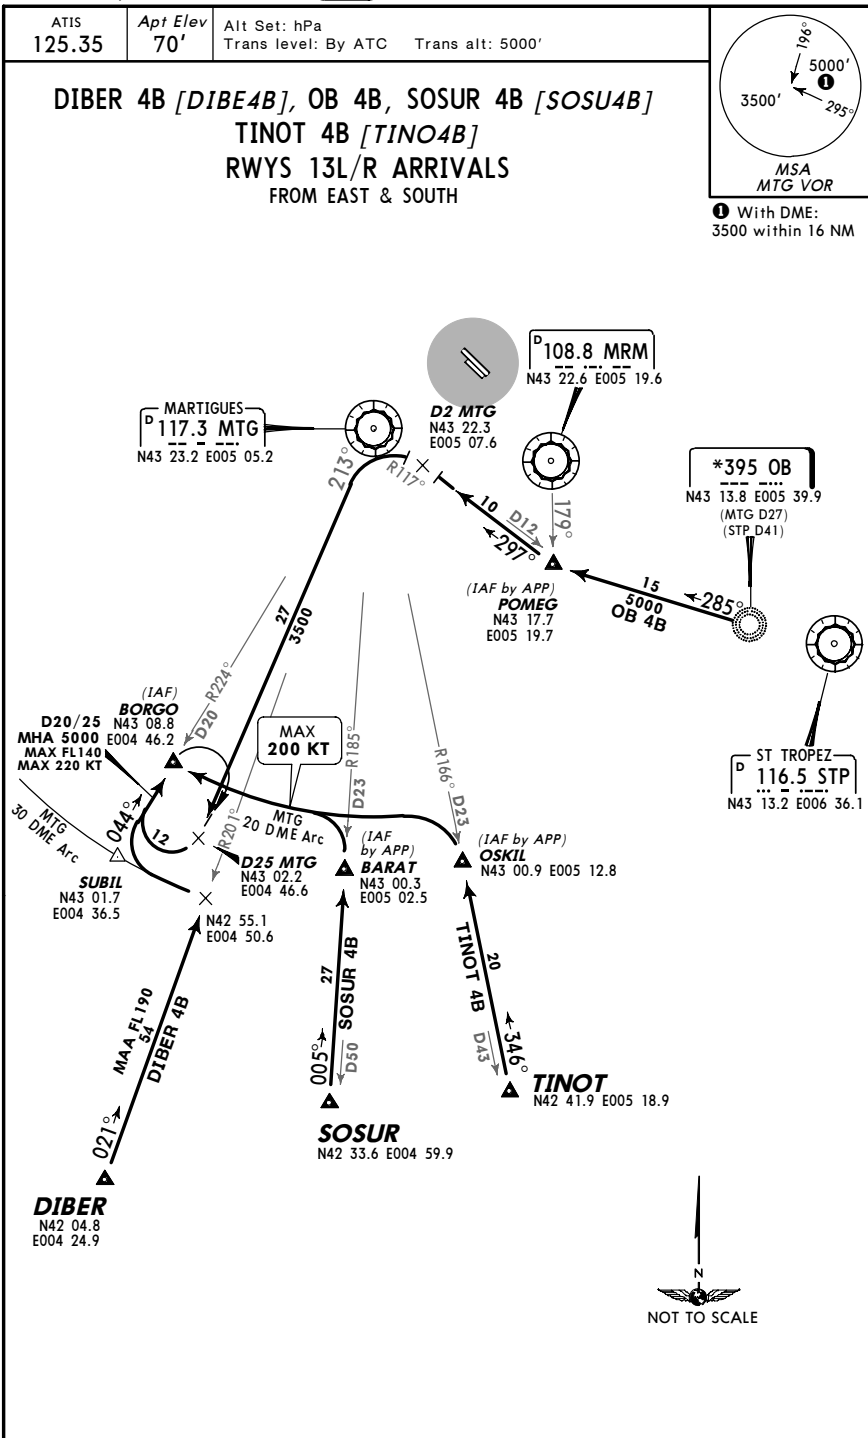 ATIS
125.35
Apt Elev
70'
Alt Set: hPa
Trans level: By ATC Trans alt: 5000'
196°
5000'
1
3500'
295°
MSA
MTG VOR
1 With DME:
3500 within 16 NM
DIBER 4B [DIBE4B], OB 4B, SOSUR 4B [SOSU4B]
TINOT 4B [TINO4B]
RWYS 13L/R ARRIVALS
FROM EAST & SOUTH
D 108.8 MRM
N43 22.6 E005 19.6
MARTIGUES
D 117.3 MTG
N43 23.2 E005 05.2
D2 MTG
N43 22.3
E005 07.6
213°
R117°
*395 OB
N43 13.8 E005 39.9
(MTG D27)
(STP D41)
10
D12
297°
179°
(IAF by APP)
POMEG
N43 17.7
E005 19.7
15
5000
OB 4B
285°
27
3500
ST TROPEZ
D 116.5 STP
N43 13.2 E006 36.1
(IAF)
BORGO
N43 08.8
E004 46.2
D20/25
MHA 5000
MAX FL140
MAX 220 KT
D20
R224°
MAX
200 KT
R185°
D23
R166°
D23
MTG
30 DME Arc
044°
12
R201°
MTG
20 DME Arc
(IAF
by APP)
BARAT
N43 00.3
E005 02.5
(IAF by APP)
OSKIL
N43 00.9 E005 12.8
D25 MTG
N43 02.2
E004 46.6
SUBIL
N43 01.7
E004 36.5
N42 55.1
E004 50.6
MAA FL190
54
DIBER 4B
021°
27
SOSUR 4B
005°
D50
20
TINOT 4B
D43
346°
TINOT
N42 41.9 E005 18.9
SOSUR
N42 33.6 E004 59.9
DIBER
N42 04.8
E004 24.9
N
NOT TO SCALE